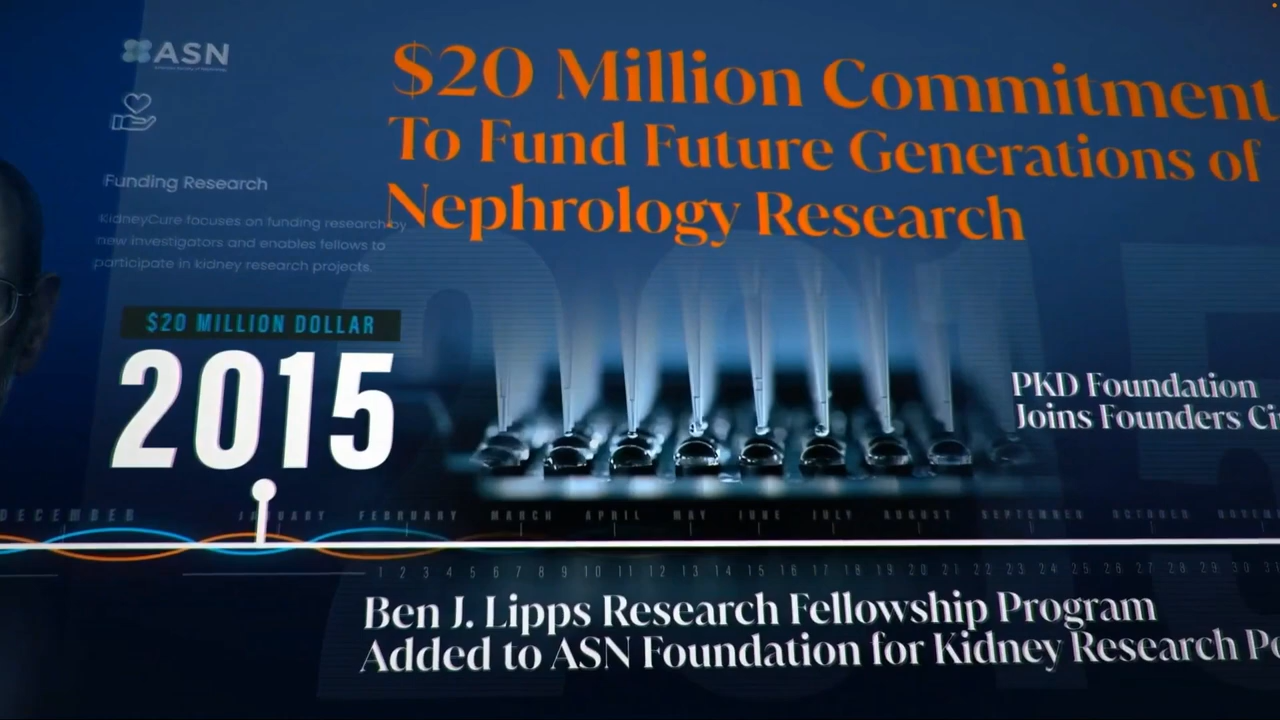 ASN
$20 Million Commitment
To Fund Future Generations of
Nephrology Research
Funding Research
KidneyCure focuses on funding research by
new investigators and enables fellows to
participate in kidney research projects.
$20 MILLION DOLLAR
2015
PKD Foundation
Joins Founders
DECEMBER JANUARY FEBRUARY MARCH APRIL MAY JUNE JULY AUGUST SEPTEMBER OCTOBER
1 2 3 4 5 6 7 8 9 10 11 12 13 14 15 16 17 18 19 20 21 22 23 24 25 26 27 28 29 30
Ben J. Lipps Research Fellowship Program
Added to ASN Foundation for Kidney Research